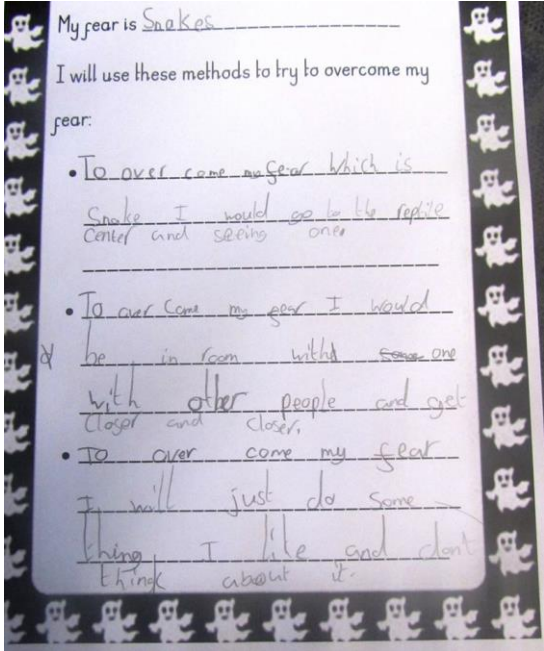 My fear is Snakes
I will use these methods to try to overcome my
fear:
• To over come my fear which is
Snake I would go to the reptile
Center and seeing one.
• To over Come my fear I would
be in room with one
with other people and get
Closer and closer.
• To over come my fear
I will just do some
thing I like and dont
think about it.